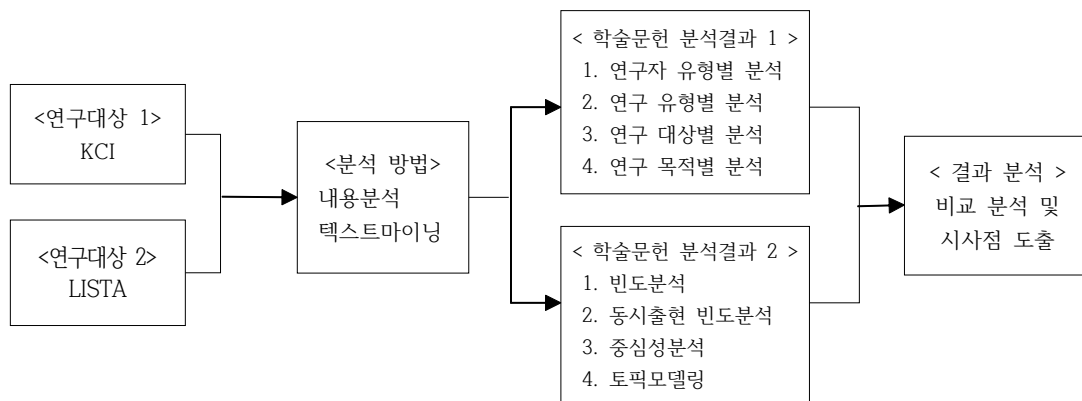 <연구대상 1>
KCI
<연구대상 2>
LISTA
<분석 방법>
내용분석
텍스트마이닝
< 학술문헌 분석결과 1 >
1. 연구자 유형별 분석
2. 연구 유형별 분석
3. 연구 대상별 분석
4. 연구 목적별 분석
< 학술문헌 분석결과 2 >
1. 빈도분석
2. 동시출현 빈도분석
3. 중심성분석
4. 토픽모델링
< 결과 분석 >
비교 분석 및
시사점 도출